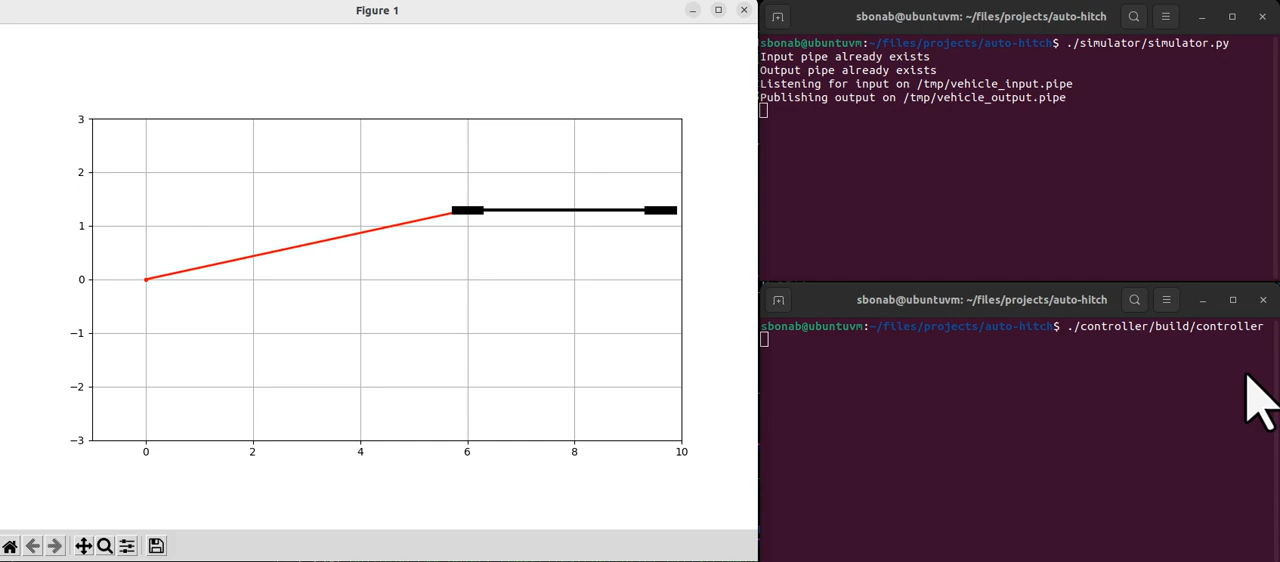 Figure 1
3
2
1
0
−1
−2
−3
0
2
4
6
8
10
sbonab@ubuntuvm: ~/files/projects/auto-hitch
sbonab@ubuntuvm:~/files/projects/auto-hitch$ ./simulator/simulator.py
Input pipe already exists
Output pipe already exists
Listening for input on /tmp/vehicle_input.pipe
Publishing output on /tmp/vehicle_output.pipe
sbonab@ubuntuvm: ~/files/projects/auto-hitch
sbonab@ubuntuvm:~/files/projects/auto-hitch$ ./controller/build/controller